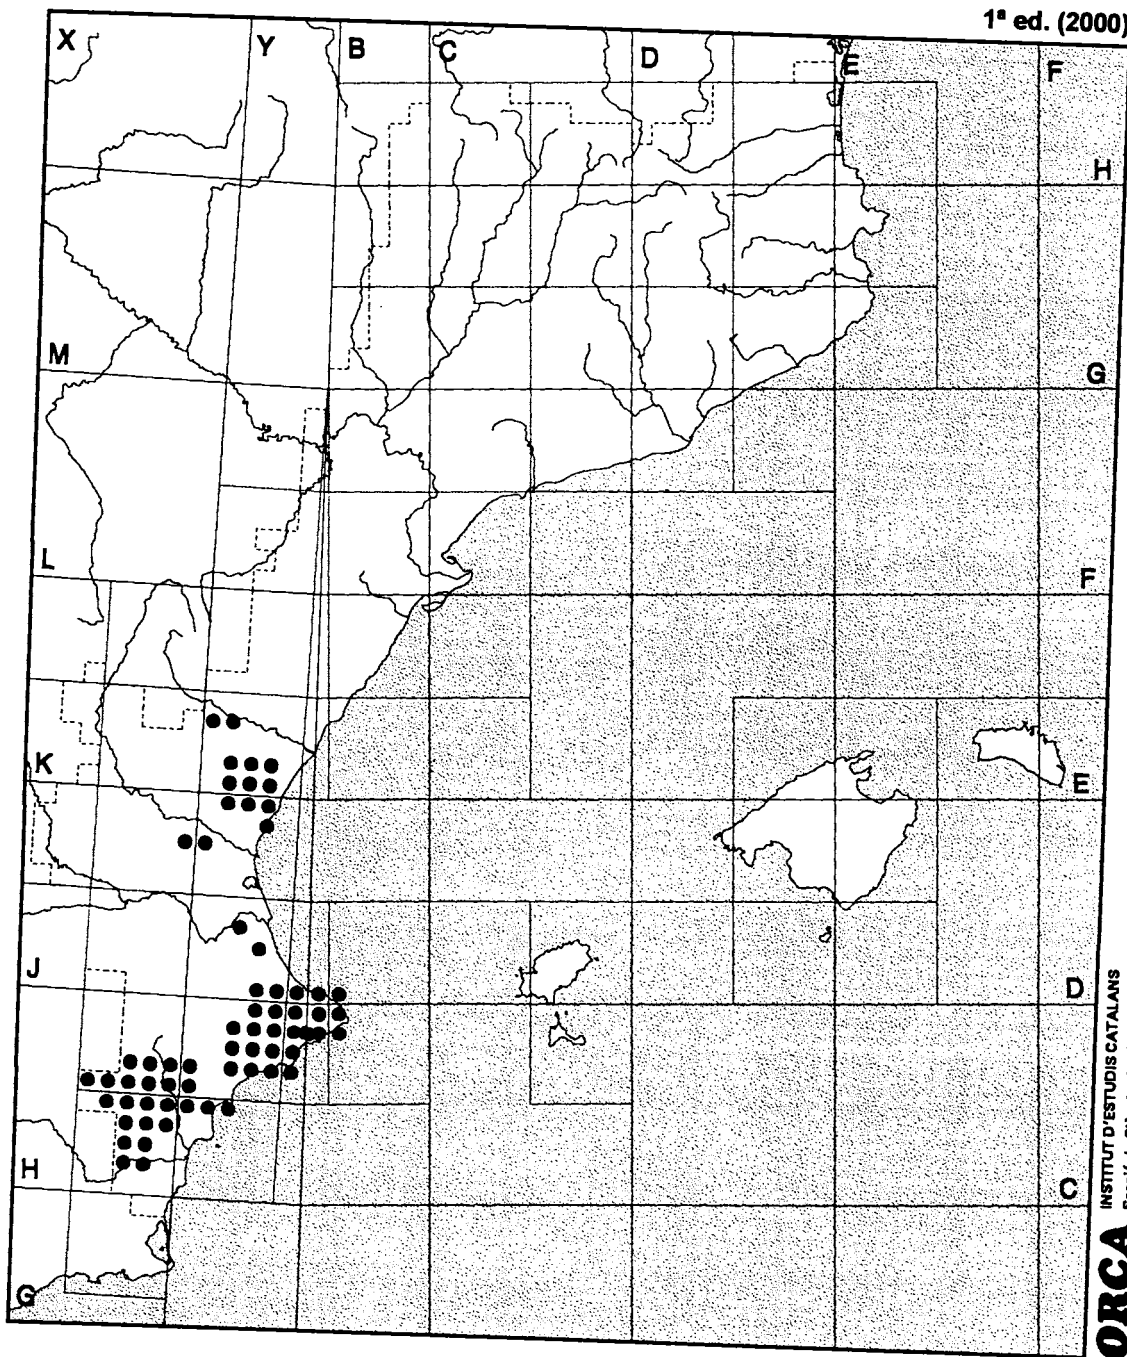 1ª ed. (2000)
X Y B C D E F
H
M
G
L
F
K
E
J
D
H
C
G
ORCA
INSTITUT D'ESTUDIS CATALANS